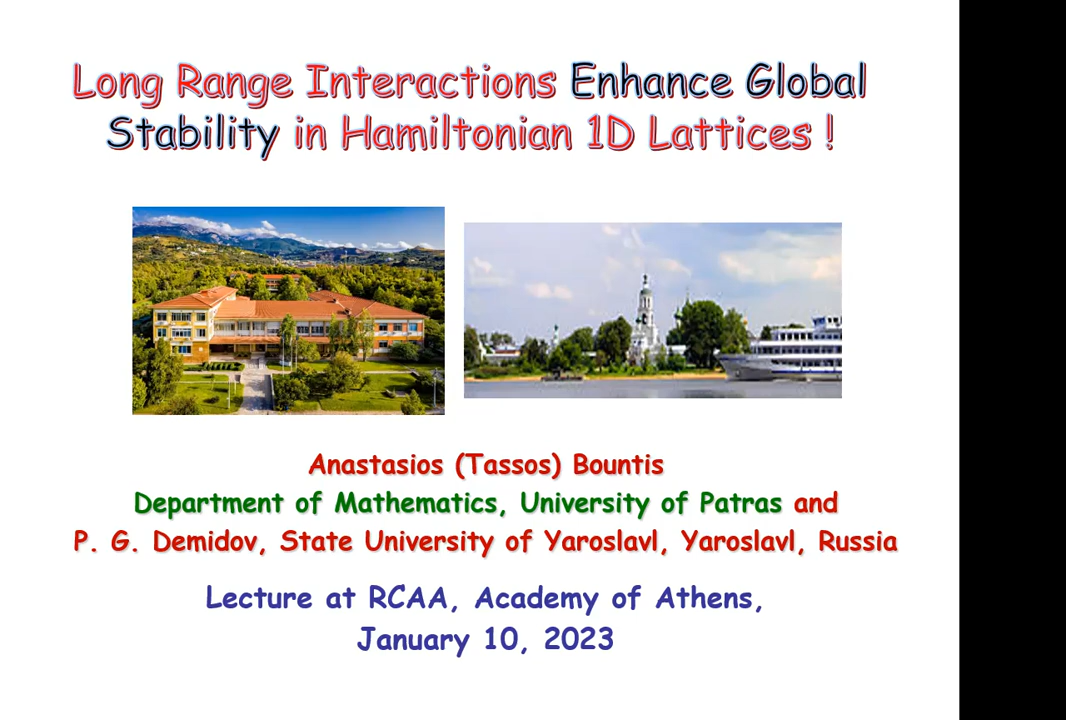 Long Range Interactions Enhance Global
Stability in Hamiltonian 1D Lattices !
Anastasios (Tassos) Bountis
Department of Mathematics, University of Patras and
P. G. Demidov, State University of Yaroslavl, Yaroslavl, Russia
Lecture at RCAA, Academy of Athens,
January 10, 2023